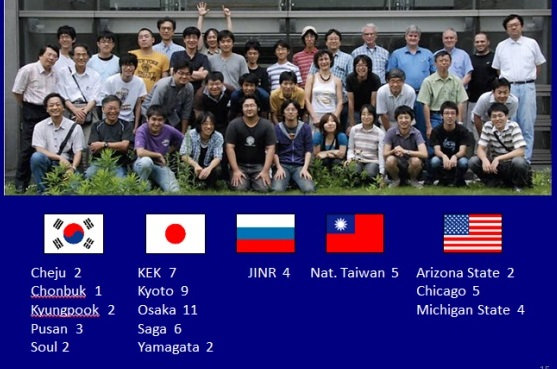 Cheju 2
Chonbuk 1
Kyungpook 2
Pusan 3
Soul 2
KEK 7
Kyoto 9
Osaka 11
Saga 6
Yamagata 2
JINR 4
Nat. Taiwan 5
Arizona State 2
Chicago 5
Michigan State 4